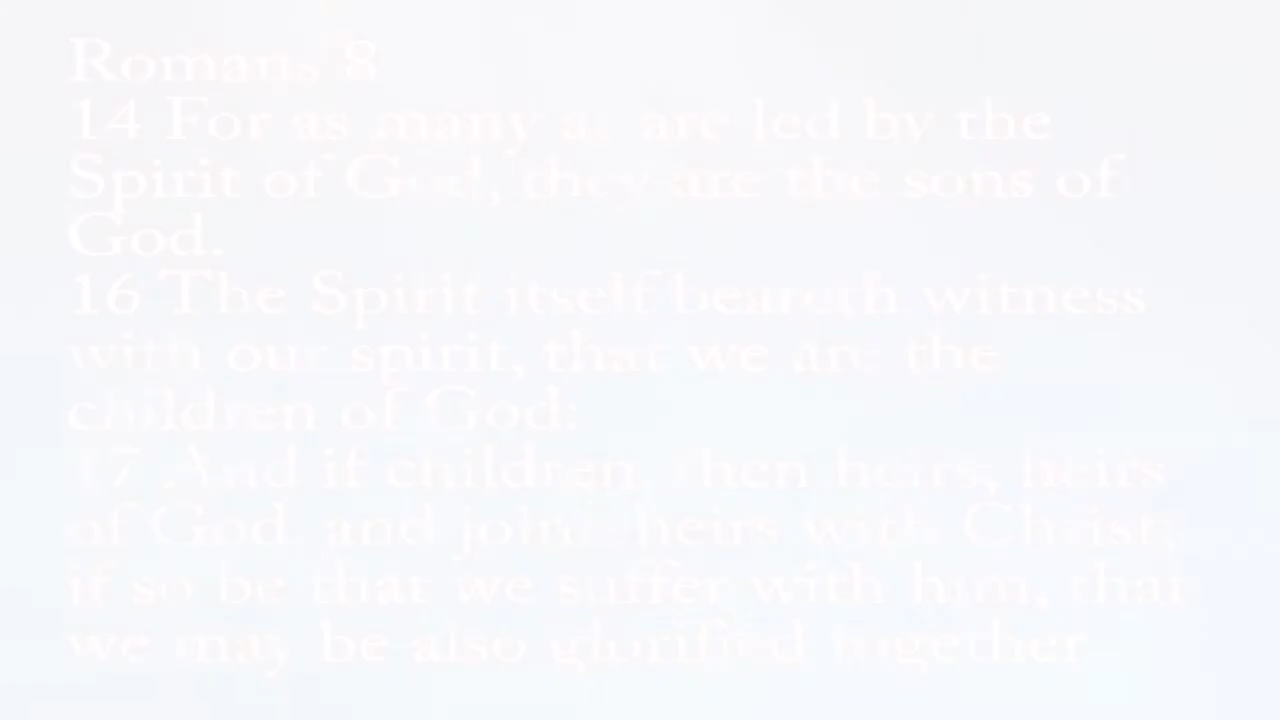 Romans 8
14 For as many as are led by the
Spirit of God, they are the sons of
God.
16 The Spirit itself beareth witness
with our spirit, that we are the
children of God:
17 And if children, then heirs; heirs
of God, and joint-heirs with Christ;
if so be that we suffer with him, that
we may be also glorified together